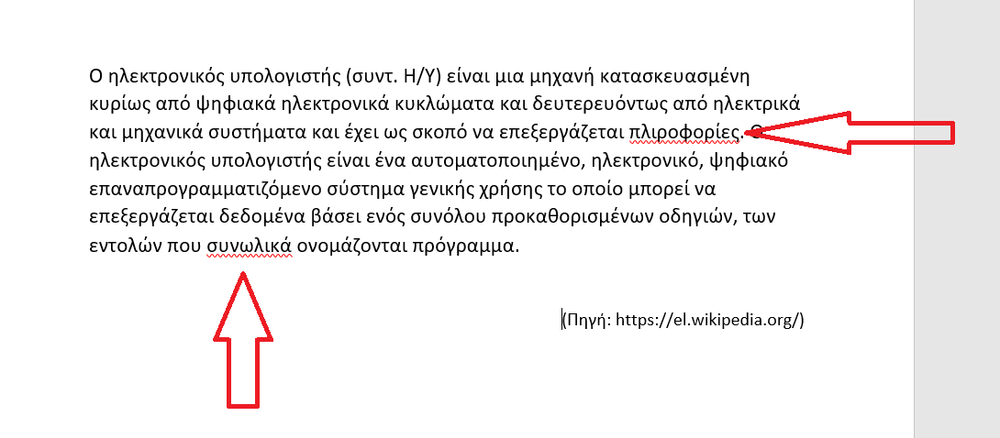 Ο ηλεκτρονικός υπολογιστής (συντ. Η/Υ) είναι μια μηχανή κατασκευασμένη
κυρίως από ψηφιακά ηλεκτρονικά κυκλώματα και δευτερευόντως από ηλεκτρικά
και μηχανικά συστήματα και έχει ως σκοπό να επεξεργάζεται πλιροφορίες. Ο
ηλεκτρονικός υπολογιστής είναι ένα αυτοματοποιημένο, ηλεκτρονικό, ψηφιακό
επαναπρογραμματιζόμενο σύστημα γενικής χρήσης το οποίο μπορεί να
επεξεργάζεται δεδομένα βάσει ενός συνόλου προκαθορισμένων οδηγιών, των
εντολών που συνωλικά ονομάζονται πρόγραμμα.
(Πηγή: https://el.wikipedia.org/)